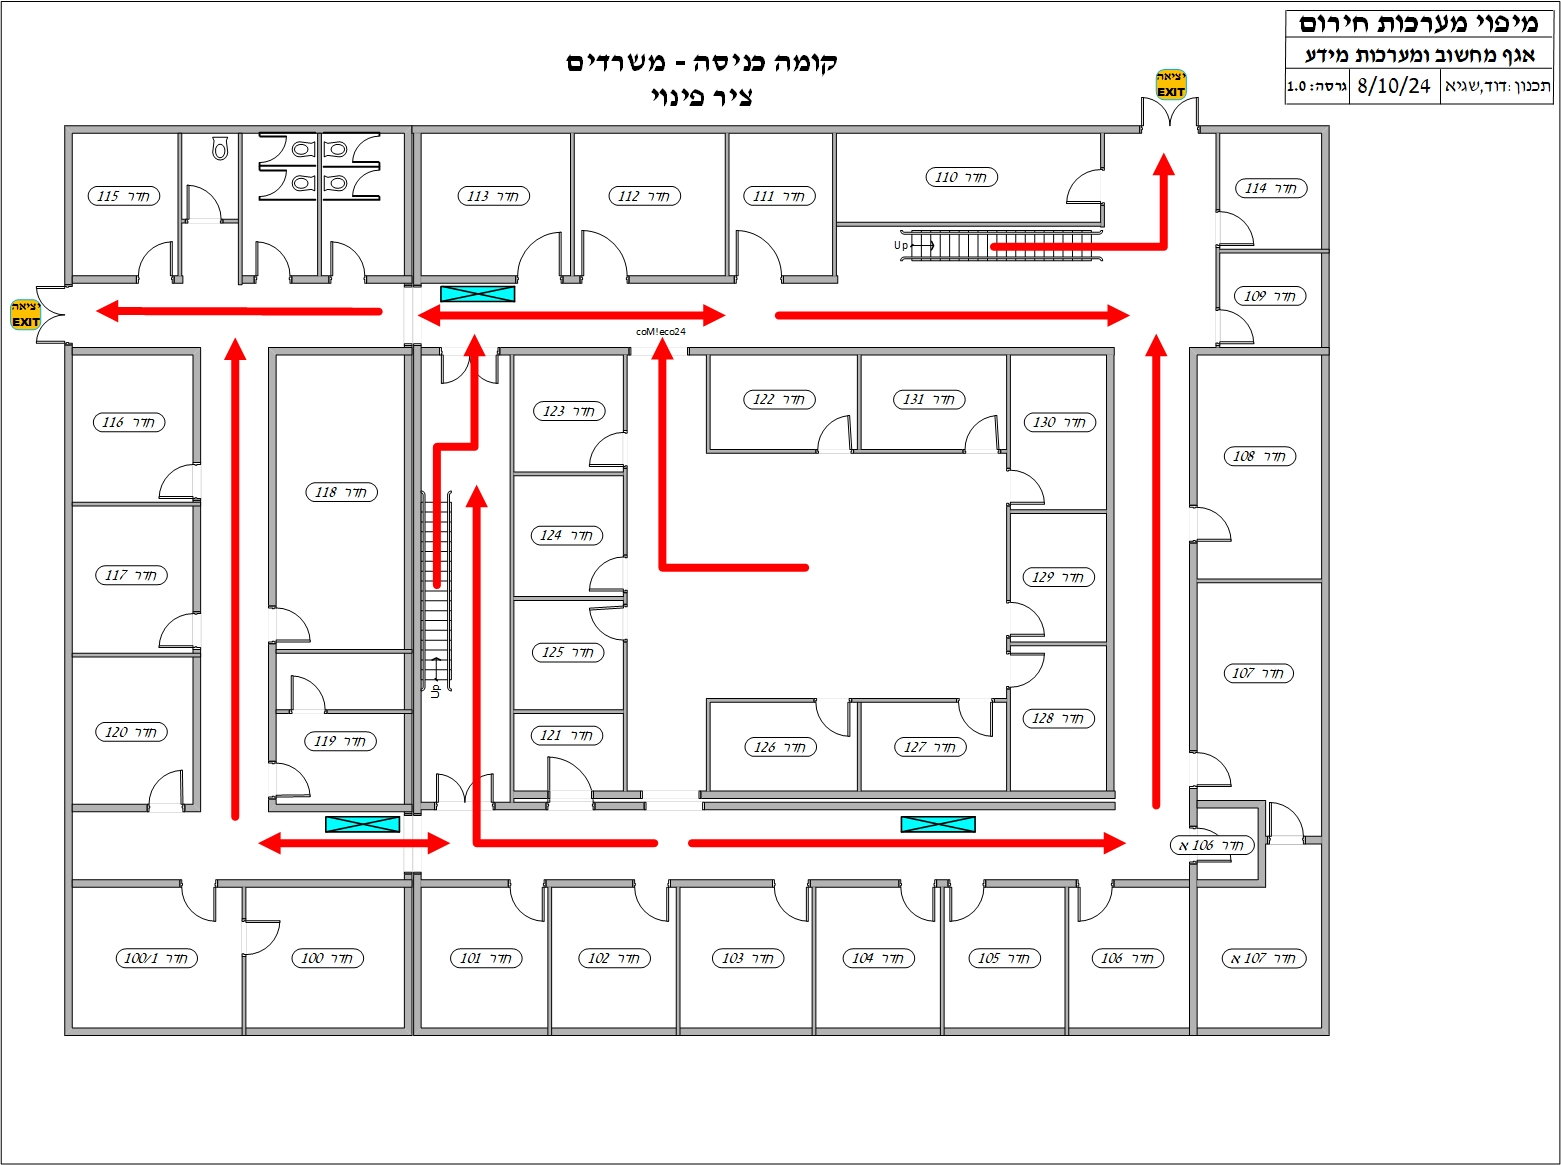 מיפוי מערכות חירום
אגף מחשוב ומערכות מידע
תכנון :דוד,שגיא 8/10/24 גרסה: 1.0
קומה כניסה - משרדים
ציר פינוי
יציאה
EXIT
חדר 115
חדר 113
חדר 112
חדר 111
חדר 110
חדר 114
Up
חדר 109
יציאה
EXIT
coM!eco24
חדר 116
חדר 118
חדר 123
חדר 122
חדר 131
חדר 130
חדר 108
חדר 117
חדר 124
חדר 129
חדר 125
חדר 107
Up
חדר 120
חדר 119
חדר 121
חדר 126
חדר 127
חדר 128
חדר 106 א
חדר 100/1
חדר 100
חדר 101
חדר 102
חדר 103
חדר 104
חדר 105
חדר 106
חדר 107 א